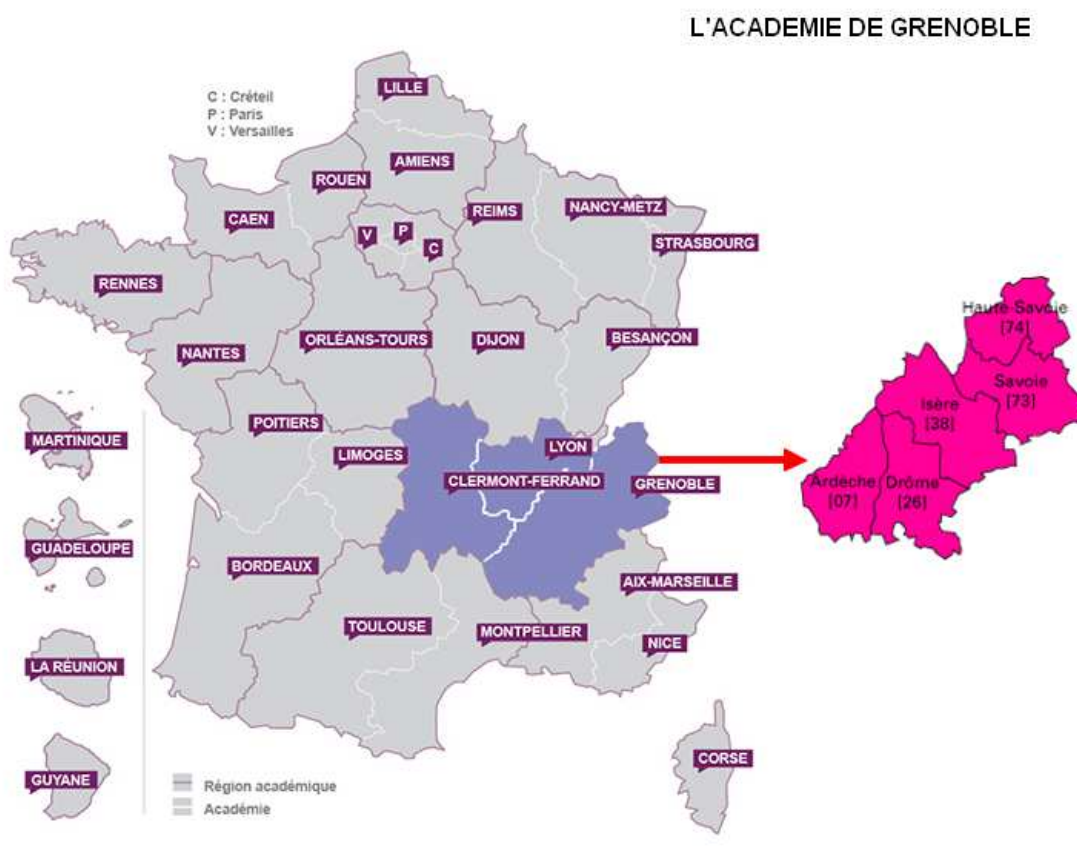 L'ACADEMIE DE GRENOBLE
C : Créteil
P : Paris
V : Versailles
LILLE
AMIENS
ROUEN
REIMS
NANCY-METZ
CAEN
V
P
C
STRASBOURG
RENNES
NANTES
ORLÉANS-TOURS
DIJON
BESANÇON
Haute Savoie
[74]
Savoie
[73]
Isère
[38]
Ardèche
[07]
Drôme
[26]
POITIERS
LIMOGES
LYON
CLERMONT-FERRAND
GRENOBLE
MARTINIQUE
GUADELOUPE
BORDEAUX
AIX-MARSEILLE
TOULOUSE
MONTPELLIER
NICE
LA RÉUNION
GUYANE
CORSE
Région académique
Académie